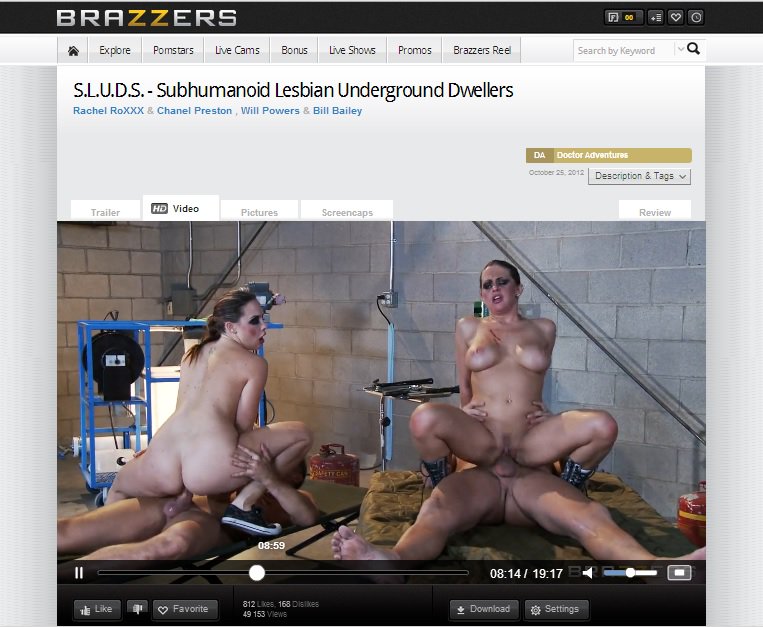 BRAZZERS
Explore Pornstars Live Cams Bonus Live Shows Promos Brazzers Reel Search by Keyword
S.L.U.D.S. - Subhumanoid Lesbian Underground Dwellers
Rachel RoXXX & Chanel Preston , Will Powers & Bill Bailey
DA Doctor Adventures
October 25, 2012 Description & Tags
Trailer HD Video Pictures Screencaps Review
SAFETY CAN
08:59
08:14 / 19:17 BRAZZERS
Like Favorite 812 Likes, 168 Dislikes Download Settings
49 153 Views